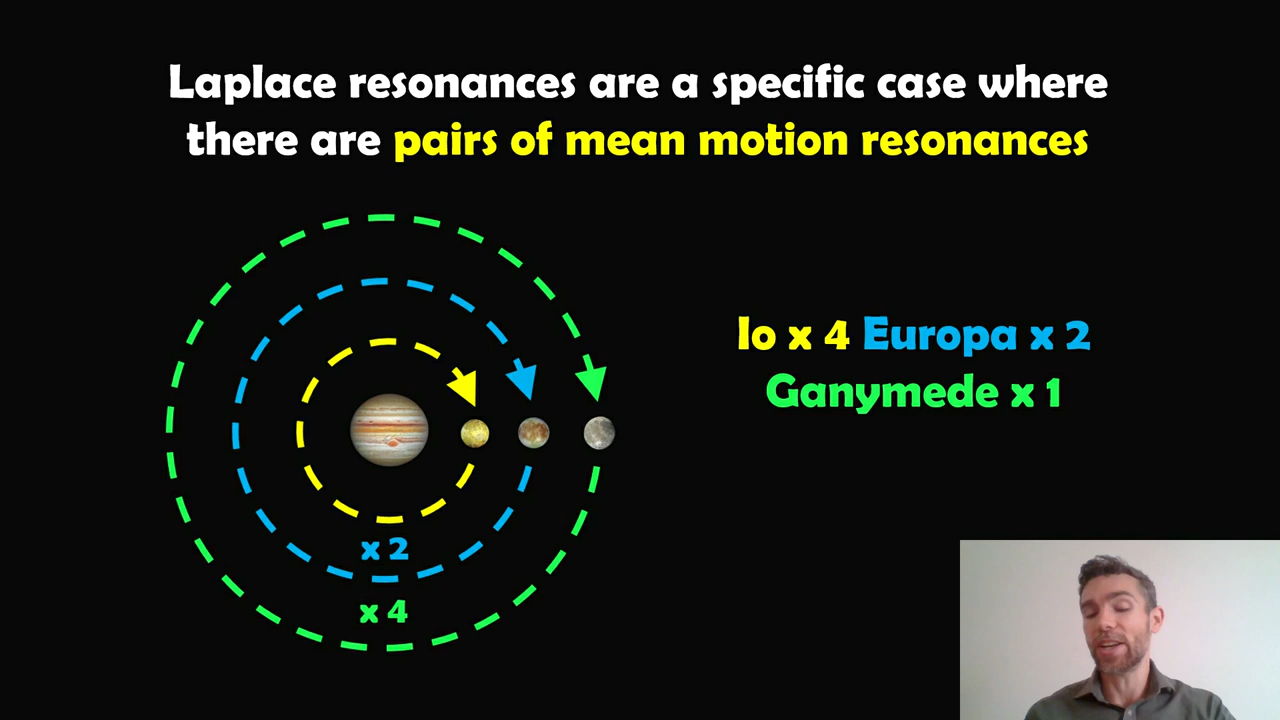 Laplace resonances are a specific case where
there are pairs of mean motion resonances
Io x 4 Europa x 2
Ganymede x 1
x 2
x 4